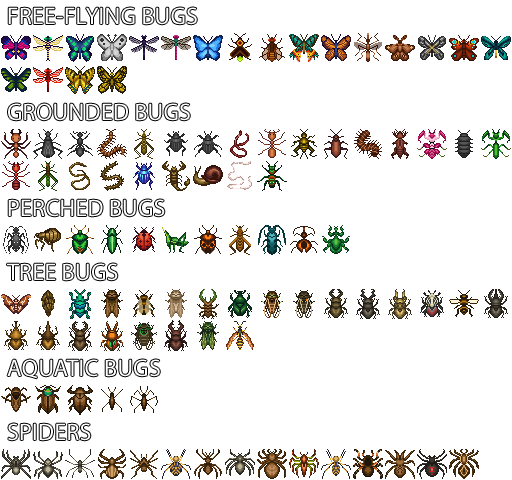 FREE-FLYING BUGS
GROUNDED BUGS
PERCHED BUGS
TREE BUGS
AQUATIC BUGS
SPIDERS